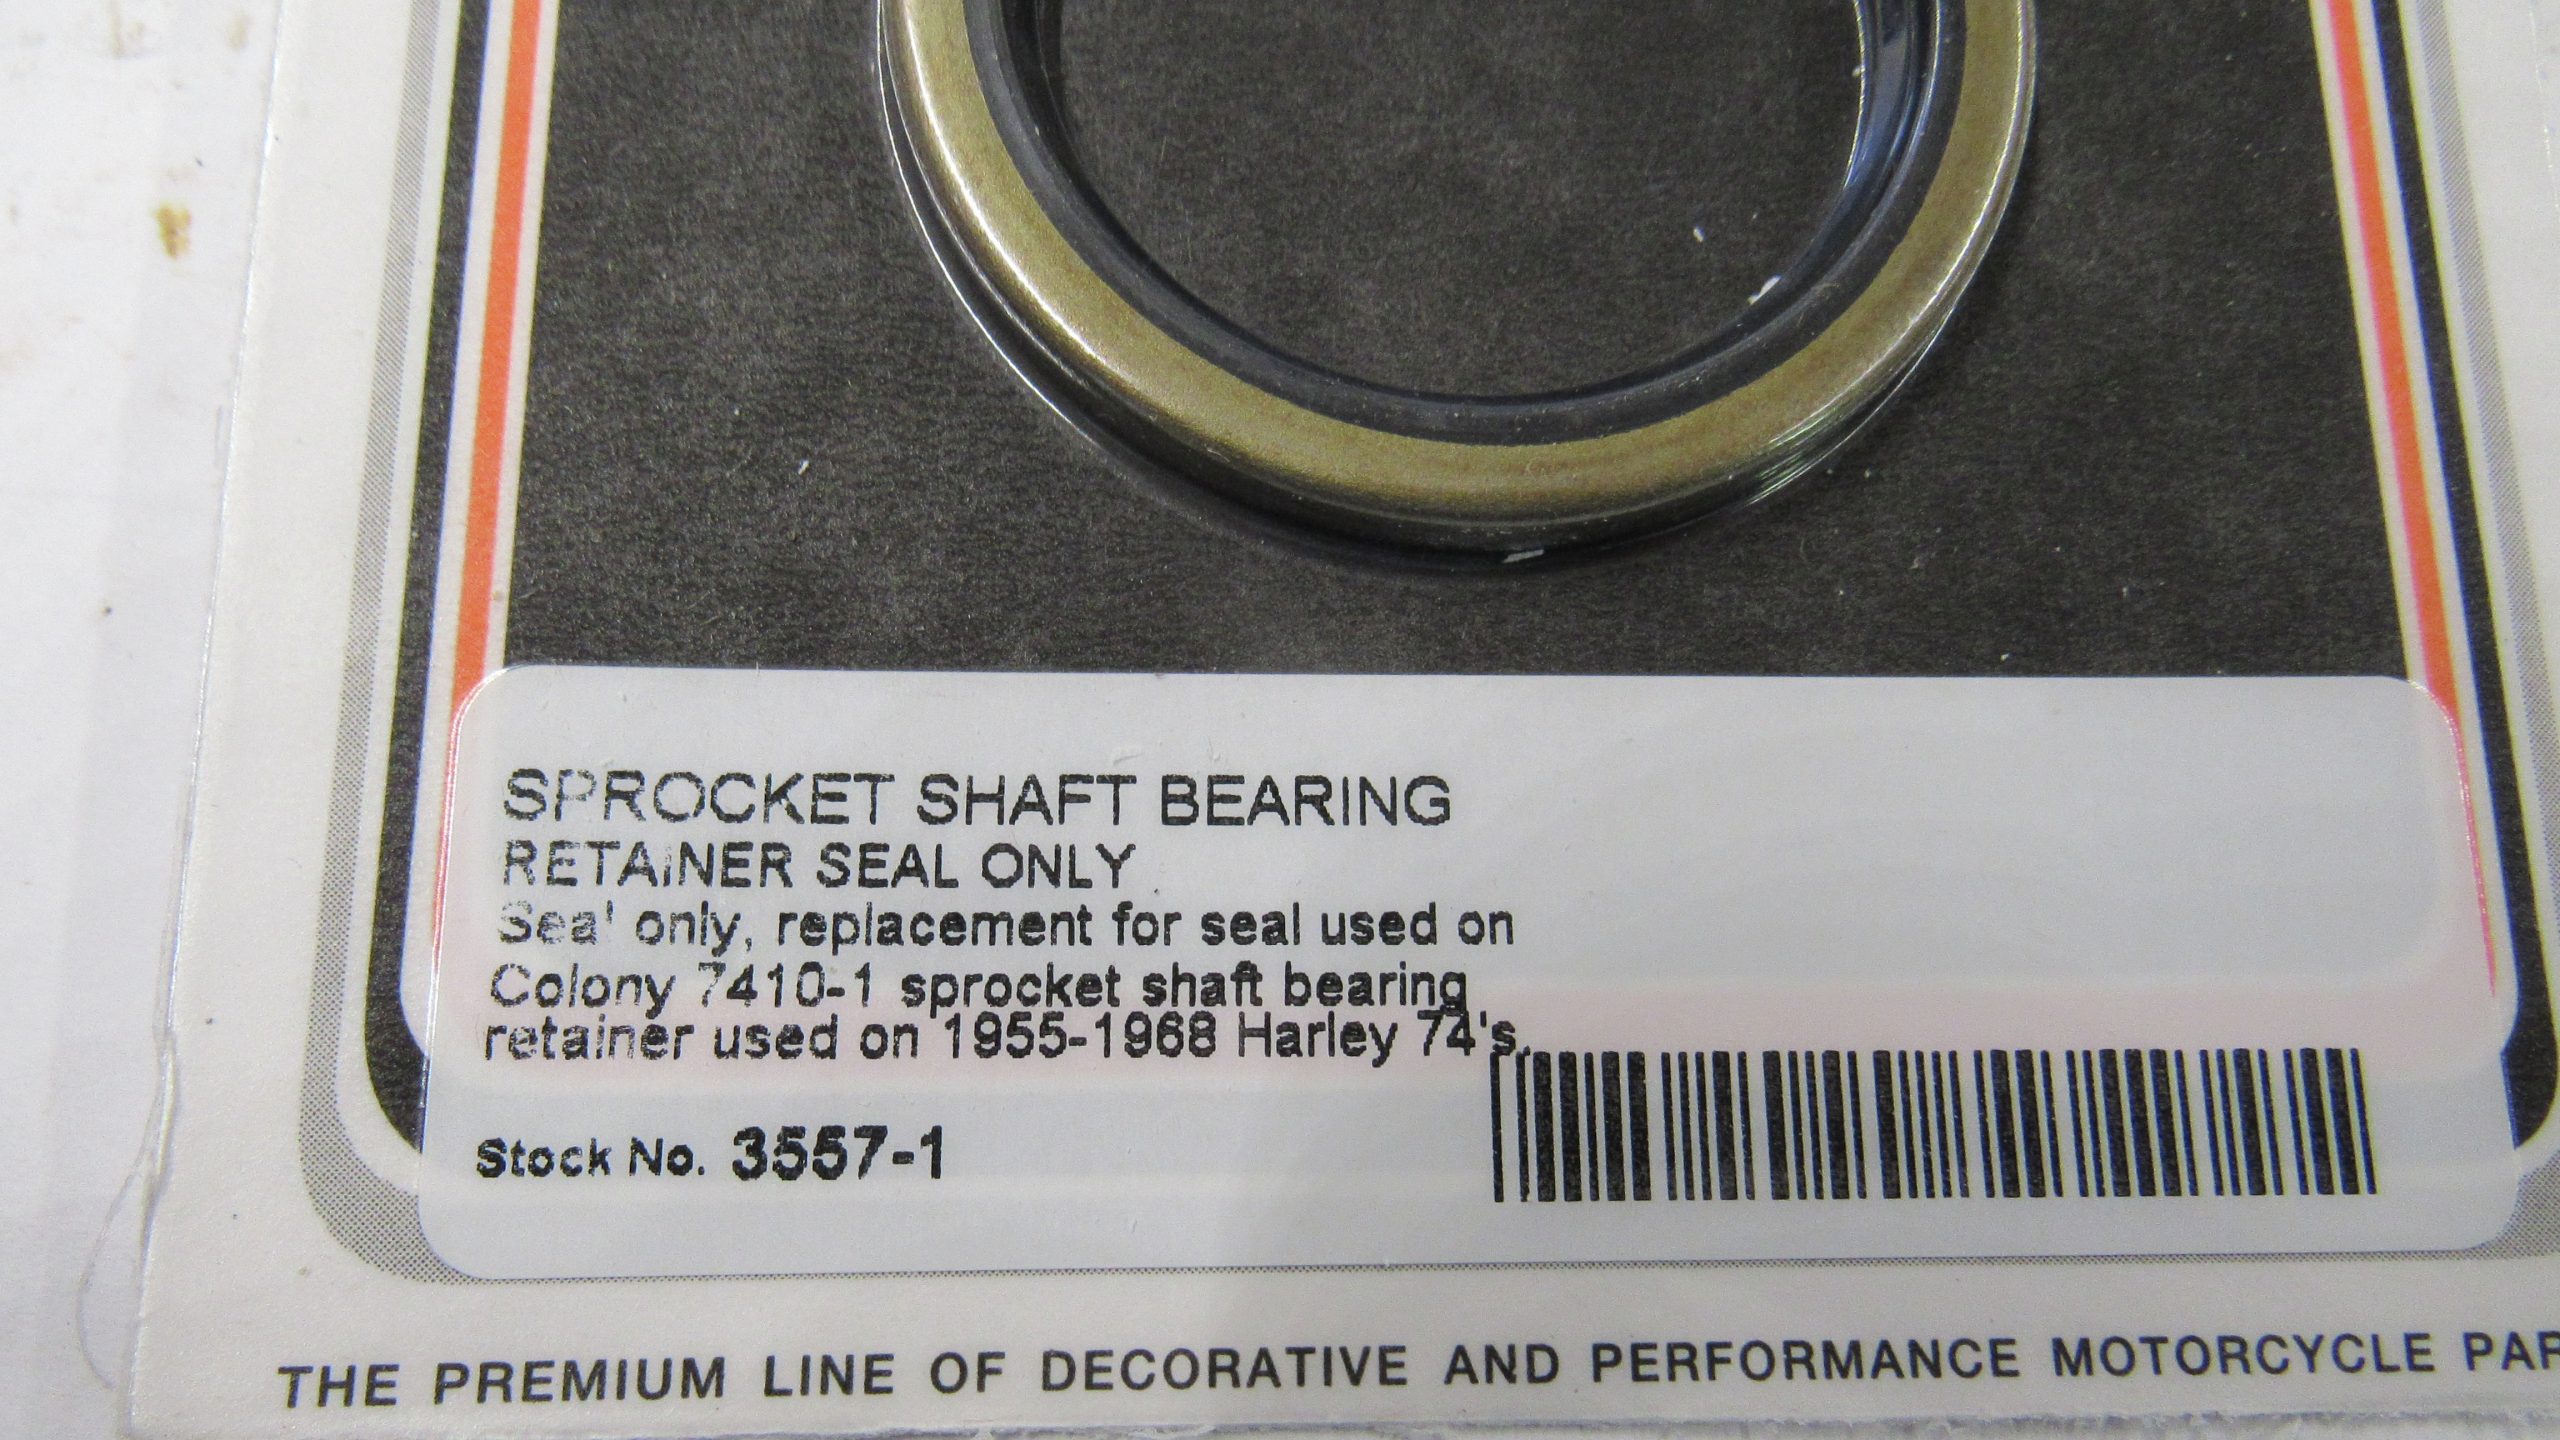 SPROCKET SHAFT BEARING
RETAINER SEAL ONLY
Seal only, replacement for seal used on
Colony 7410-1 sprocket shaft bearing
retainer used on 1955-1968 Harley 74's.
Stock No. 3557-1
THE PREMIUM LINE OF DECORATIVE AND PERFORMANCE MOTORCYCLE PAR